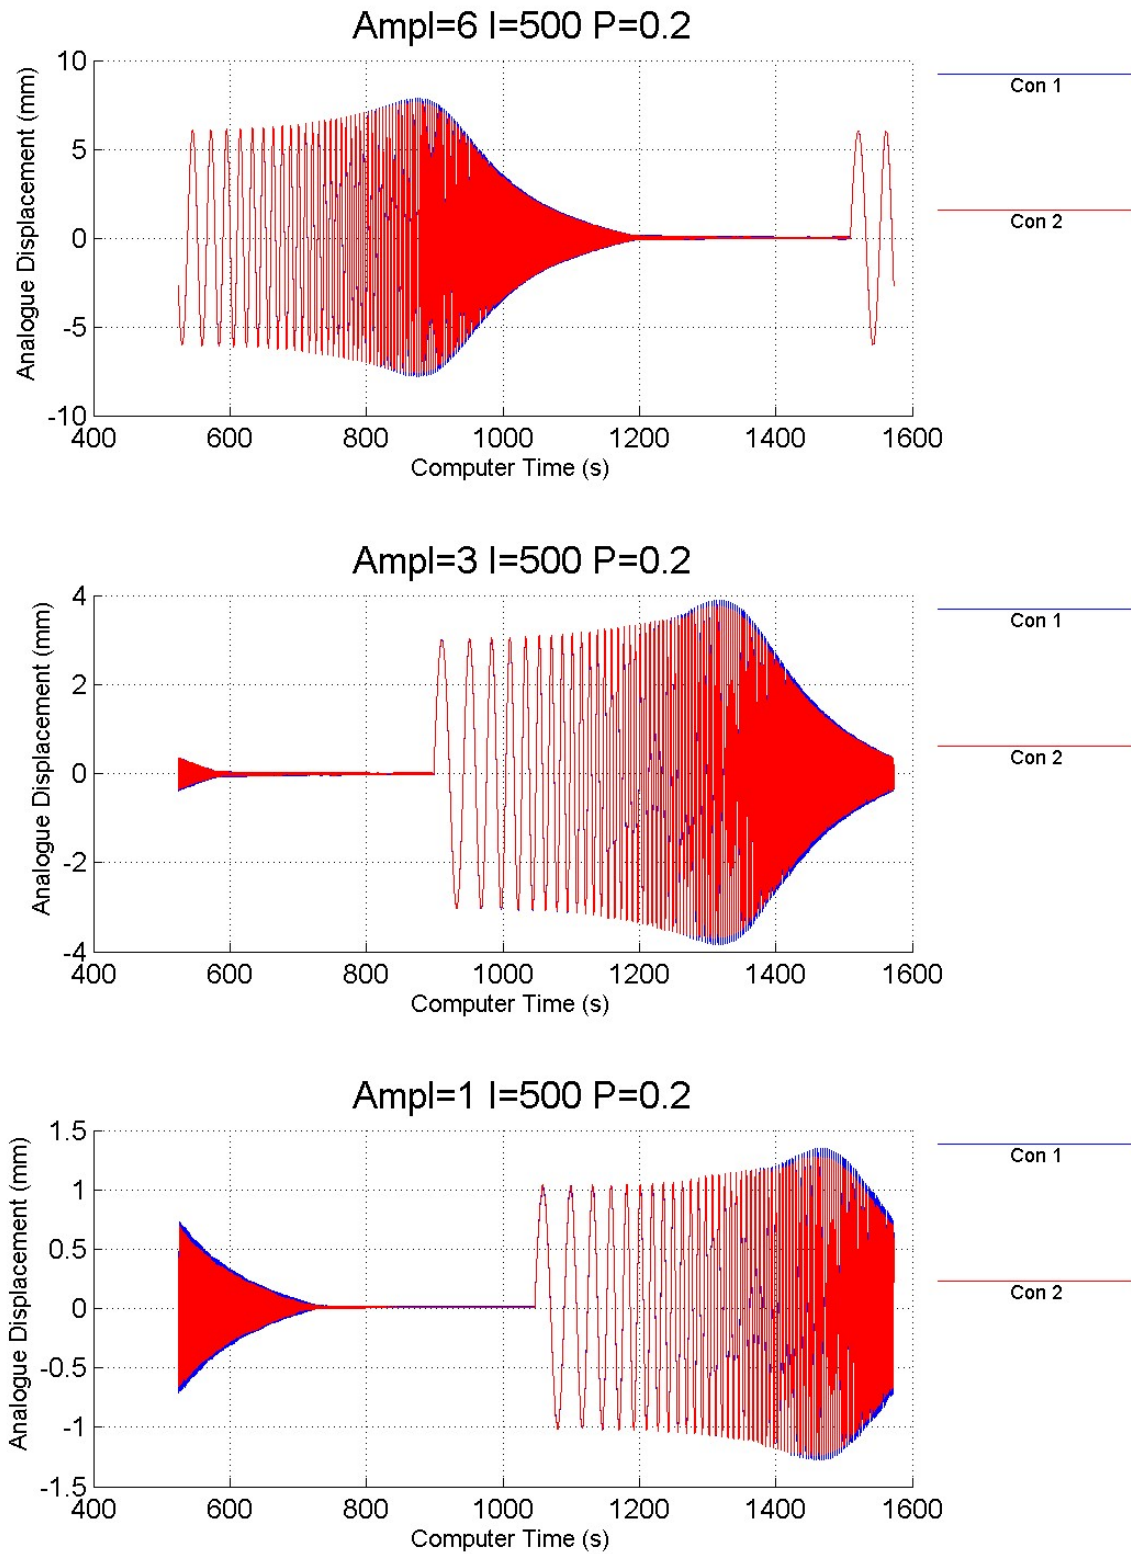 Ampl=6 I=500 P=0.2
10
5
0
-5
-10
Analogue Displacement (mm)
400 600 800 1000 1200 1400 1600
Computer Time (s)
Con 1
Con 2
Ampl=3 I=500 P=0.2
4
2
0
-2
-4
Analogue Displacement (mm)
400 600 800 1000 1200 1400 1600
Computer Time (s)
Con 1
Con 2
Ampl=1 I=500 P=0.2
1.5
1
0.5
0
-0.5
-1
-1.5
Analogue Displacement (mm)
400 600 800 1000 1200 1400 1600
Computer Time (s)
Con 1
Con 2